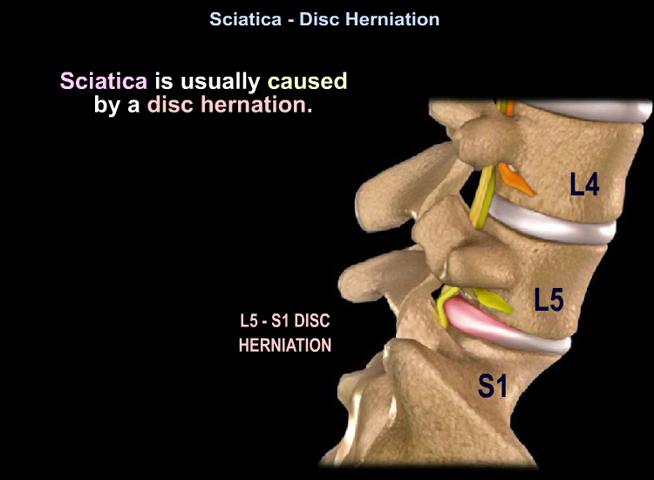 Sciatica - Disc Herniation
Sciatica is usually caused
by a disc hernation.
L4
L5
L5 - S1 DISC
HERNIATION
S1